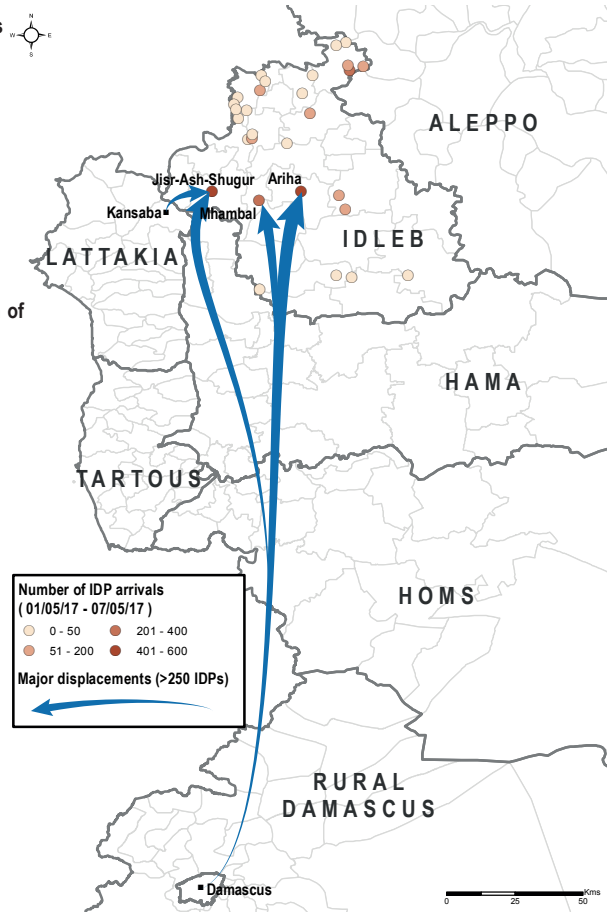 s
N
W E
S
ALEPPO
Jisr-Ash-Shugur
Ariha
Kansaba
Mhambal
IDLEB
LATTAKIA
of
HAMA
TARTOUS
Number of IDP arrivals
( 01/05/17 - 07/05/17 )
0 - 50
201 - 400
51 - 200
401 - 600
Major displacements (>250 IDPs)
HOMS
RURAL
DAMASCUS
Damascus
Kms
0 25 50